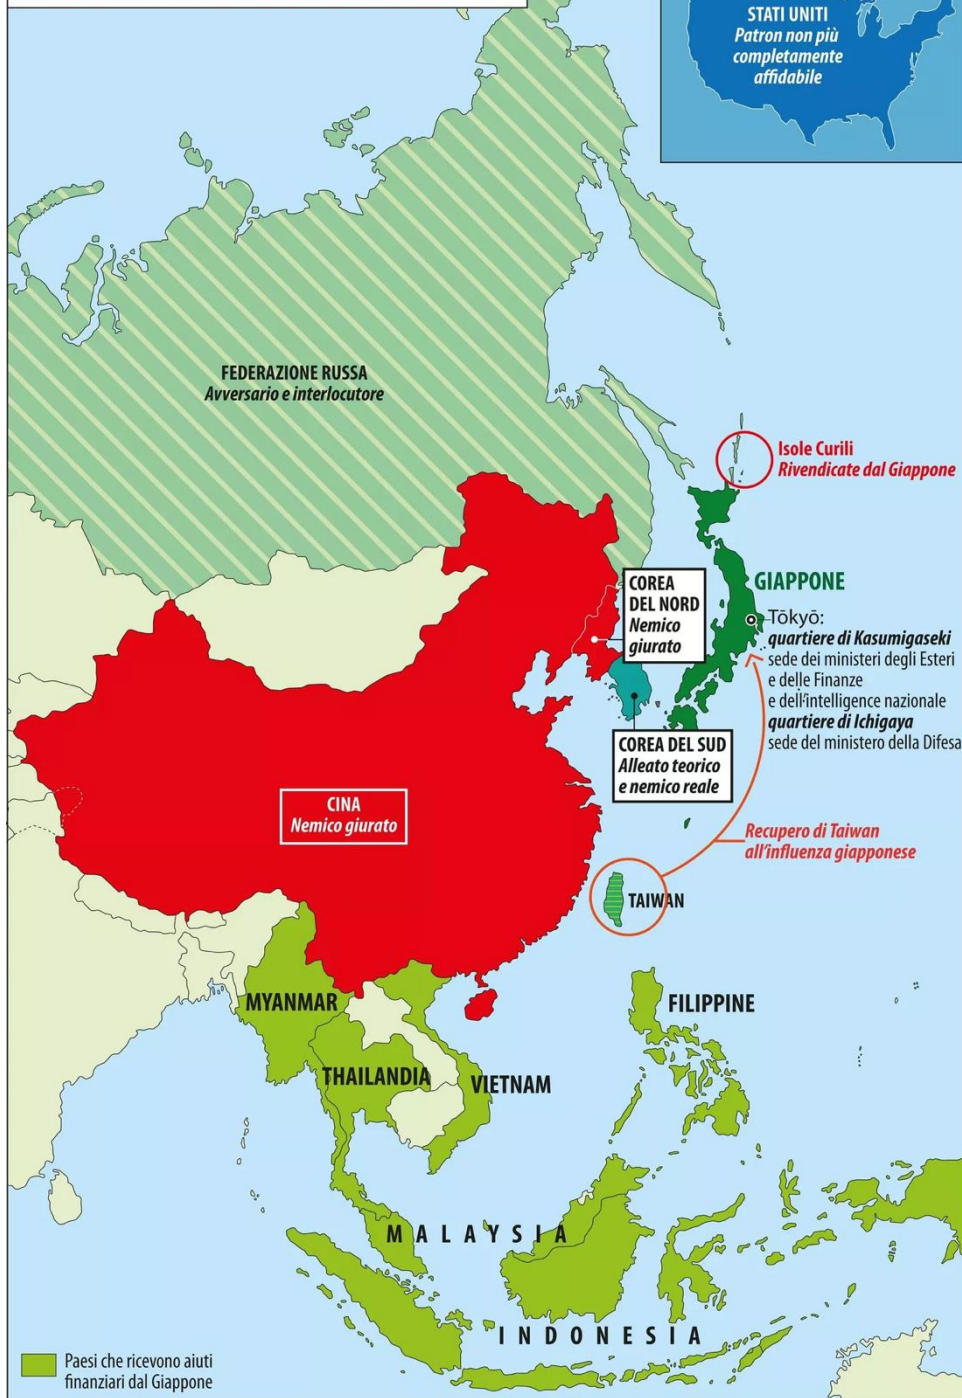 STATI UNITI
Patron non più
completamente
affidabile
FEDERAZIONE RUSSA
Avversario e interlocutore
Isole Curili
Rivendicate dal Giappone
COREA
DEL NORD
Nemico
giurato
GIAPPONE
Tōkyō:
quartiere di Kasumigaseki
sede dei ministeri degli Esteri
e delle Finanze
e dell'intelligence nazionale
quartiere di Ichigaya
sede del ministero della Difesa
COREA DEL SUD
Alleato teorico
e nemico reale
CINA
Nemico giurato
Recupero di Taiwan
all'influenza giapponese
TAIWAN
MYANMAR
FILIPPINE
THAILANDIA
VIETNAM
MALAYSIA
INDONESIA
Paesi che ricevono aiuti
finanziari dal Giappone